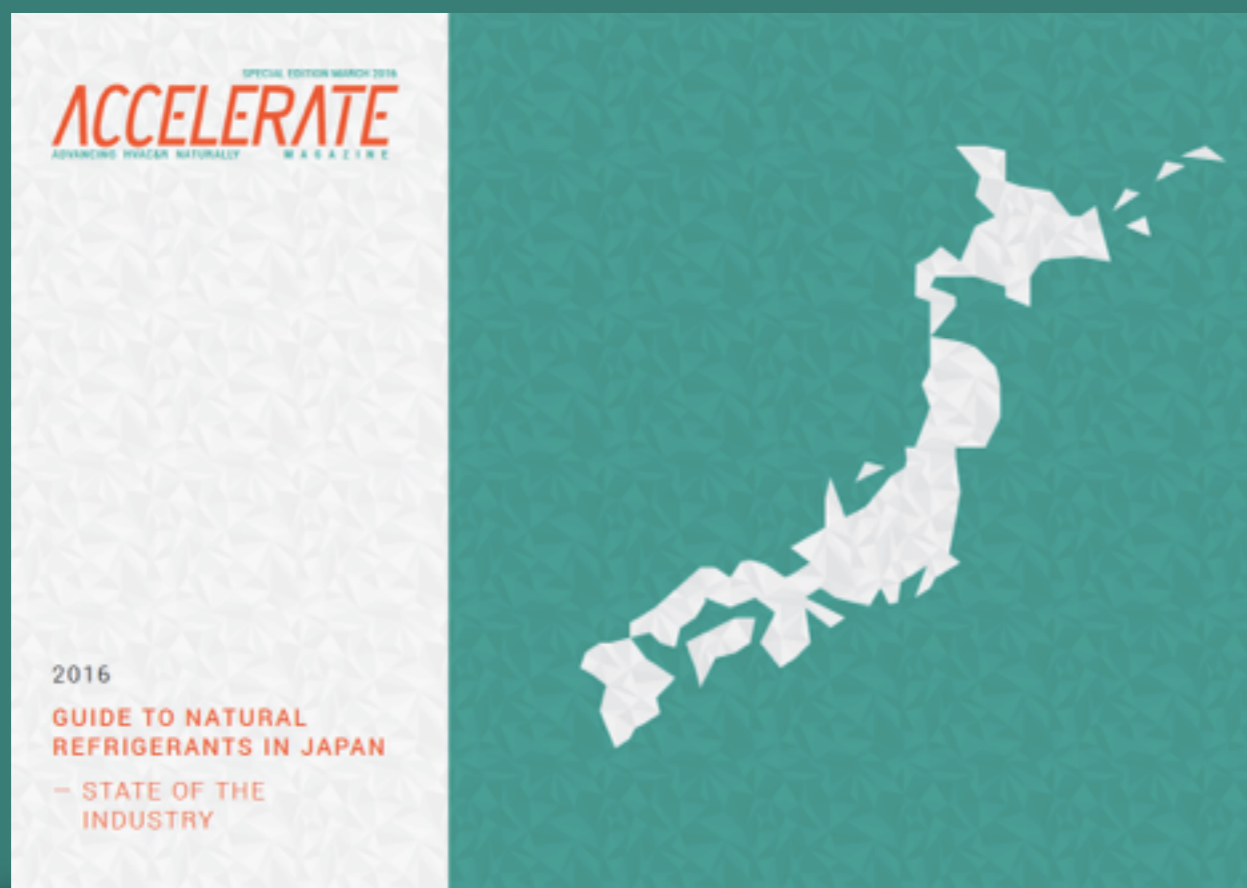 SPECIAL EDITION MARCH 2016
ACCELERATE
ADVANCING HVAC&R NATURALLY MAGAZINE
2016
GUIDE TO NATURAL
REFRIGERANTS IN JAPAN
— STATE OF THE
INDUSTRY